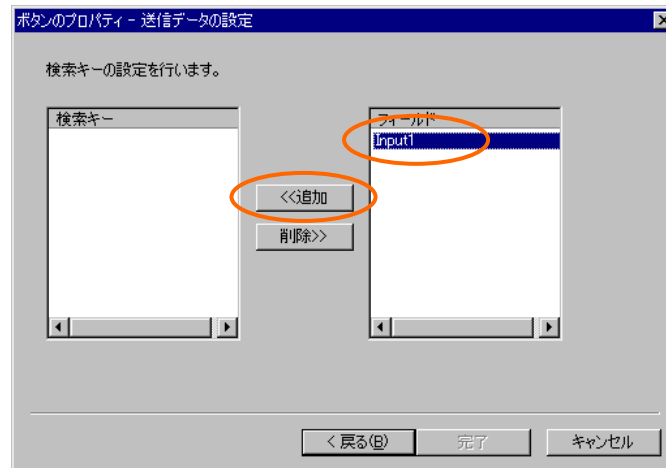 ボタンのプロパティ - 送信データの設定
検索キーの設定を行います。
検索キー
フィールド
Input1
<<追加
削除>>
< 戻る(B)
完了
キャンセル